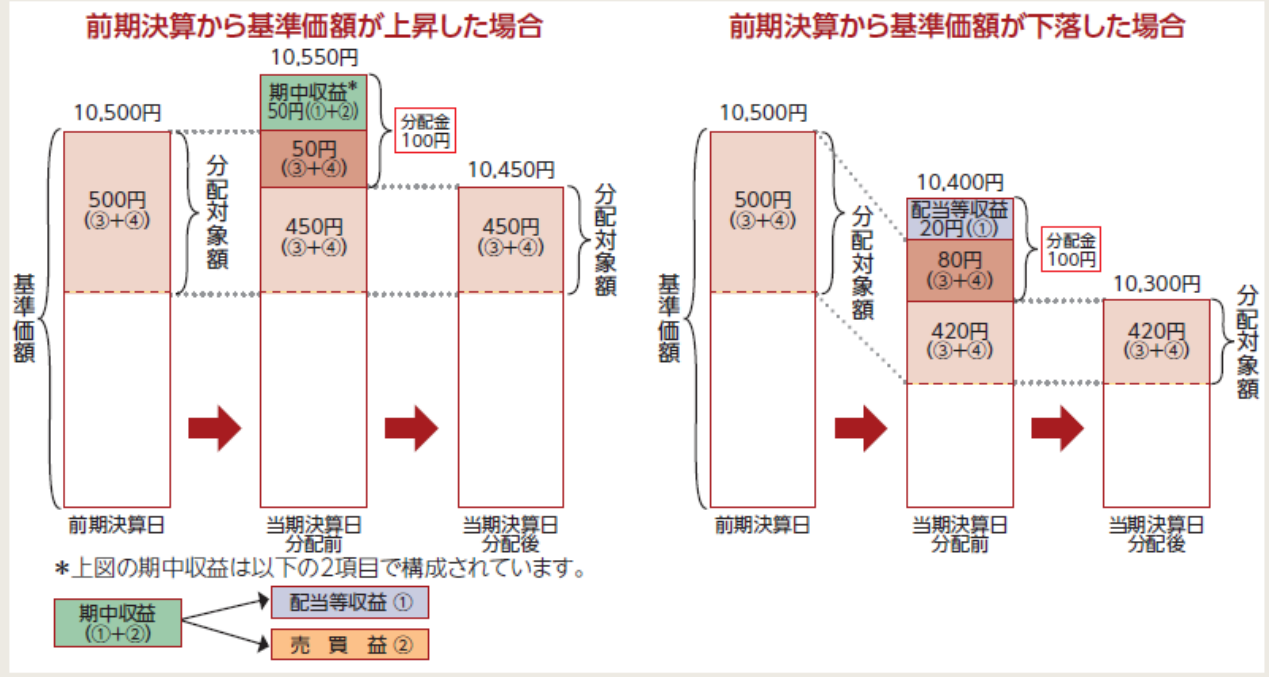 前期決算から基準価額が上昇した場合
10,500円
500円
(③+④)
基準価額
分配対象額
前期決算日
10,550円
期中収益*
50円(①+②)
50円
(③+④)
450円
(③+④)
分配金
100円
当期決算日
分配前
10,450円
450円
(③+④)
分配対象額
当期決算日
分配後
*上図の期中収益は以下の2項目で構成されています。
期中収益
(①+②)
配当等収益 ①
売 買 益 ②
前期決算から基準価額が下落した場合
10,500円
500円
(③+④)
基準価額
分配対象額
前期決算日
10,400円
配当等収益
20円(①)
80円
(③+④)
420円
(③+④)
分配金
100円
当期決算日
分配前
10,300円
420円
(③+④)
分配対象額
当期決算日
分配後